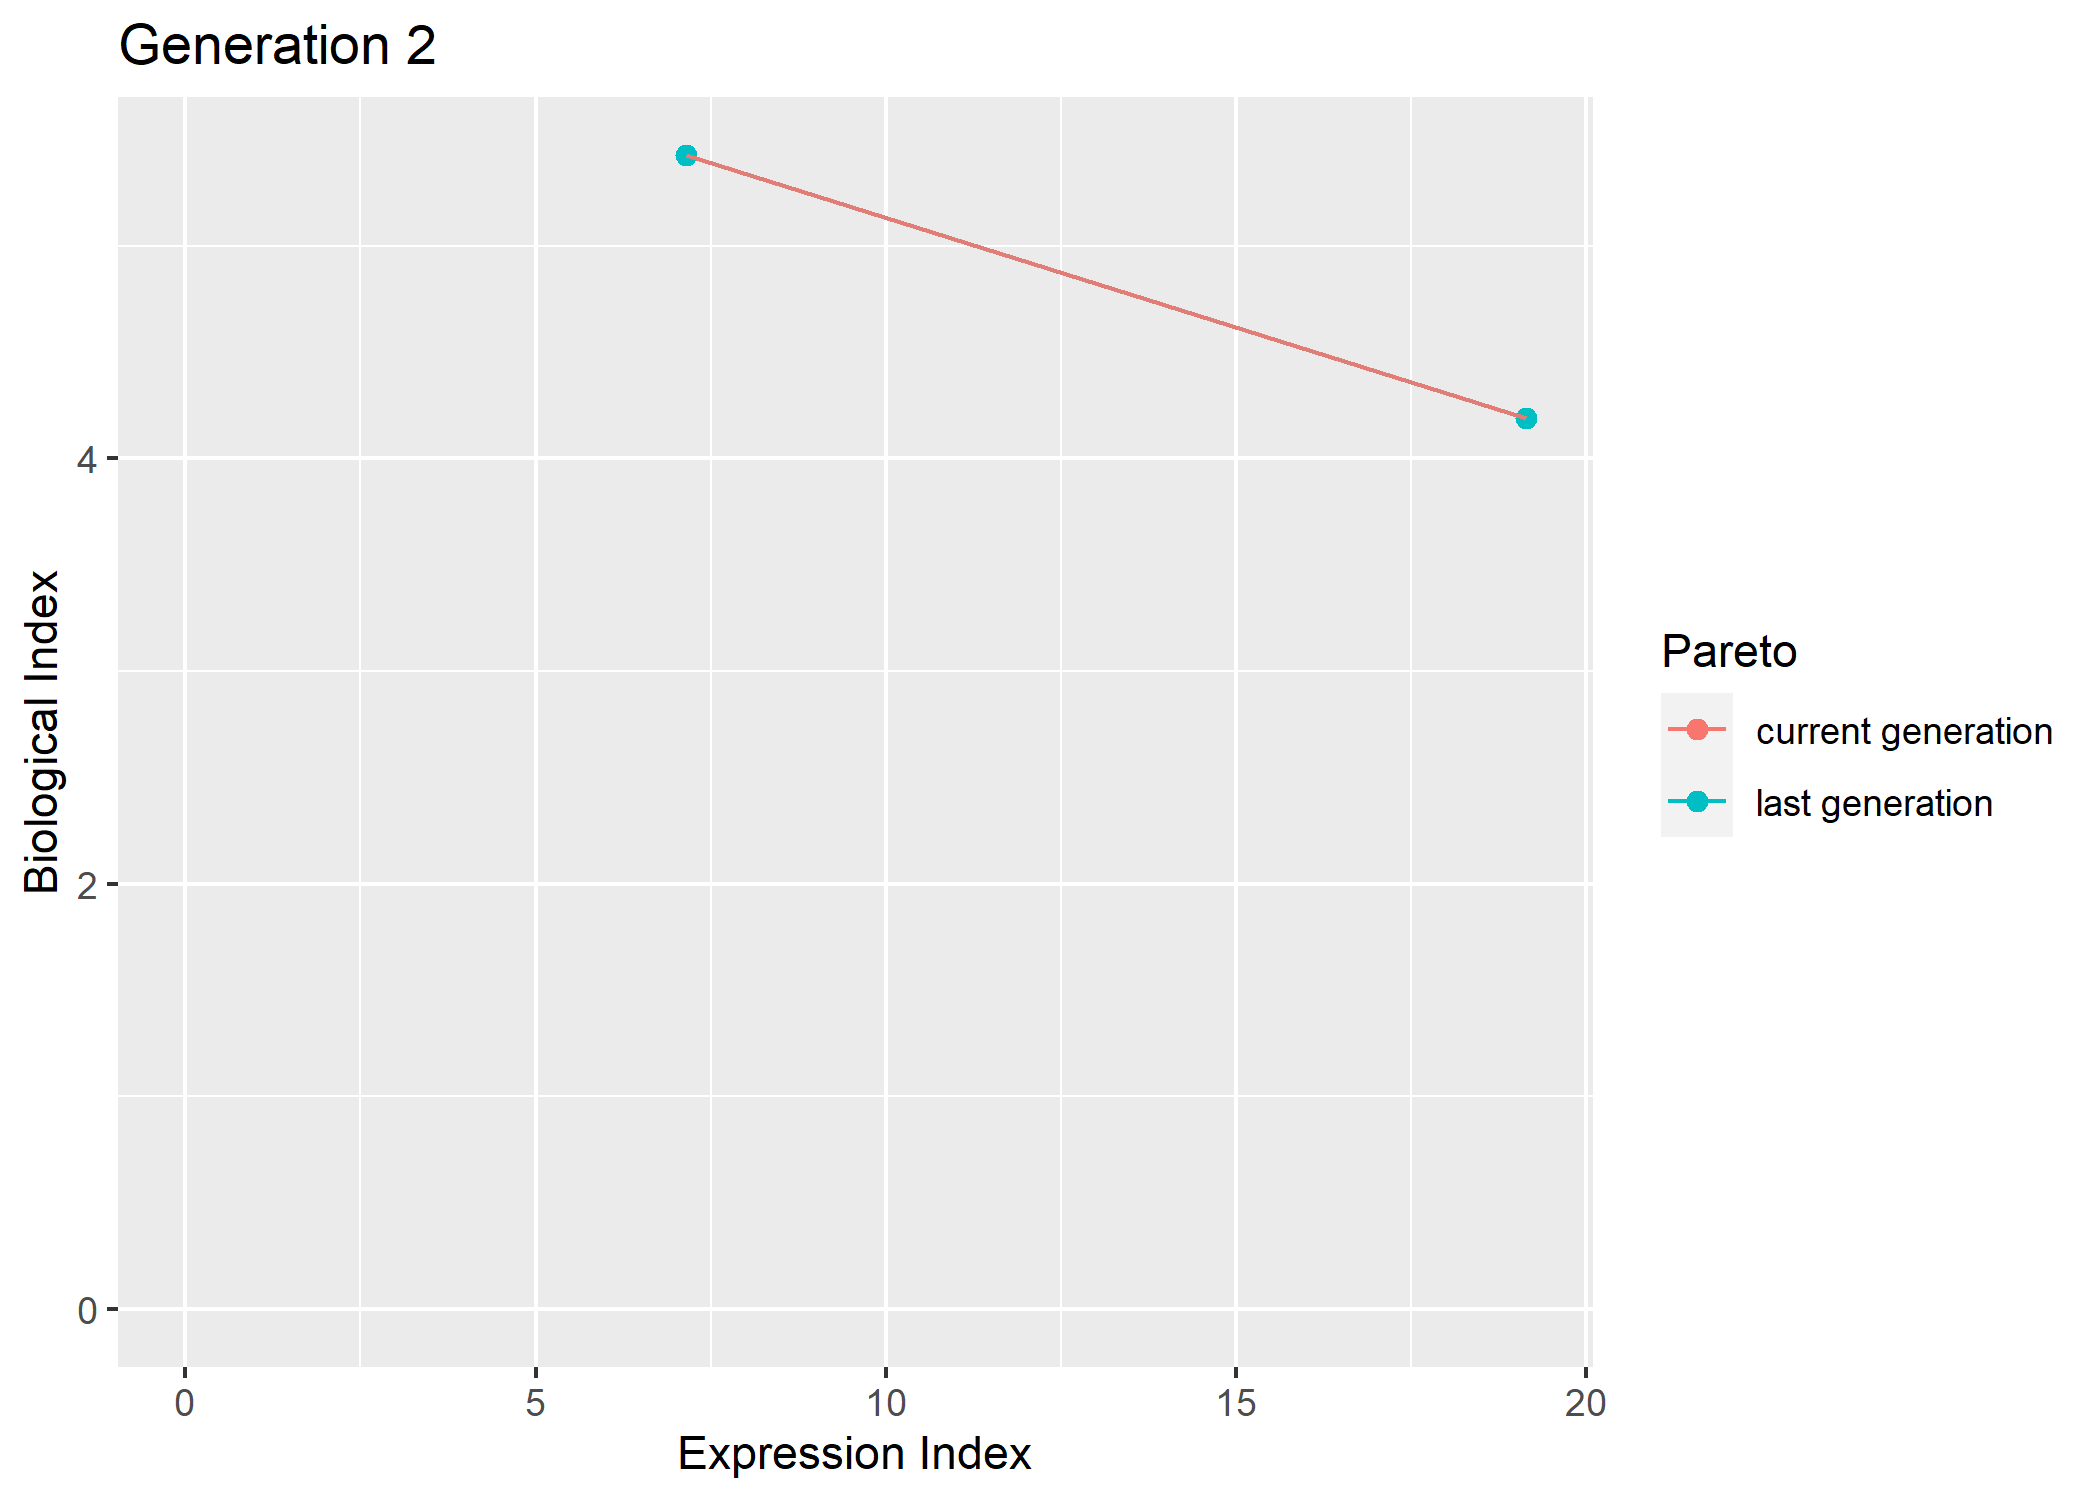 Generation 2
Biological Index
4
2
0
0
5
10
15
20
Expression Index
Pareto
current generation
last generation